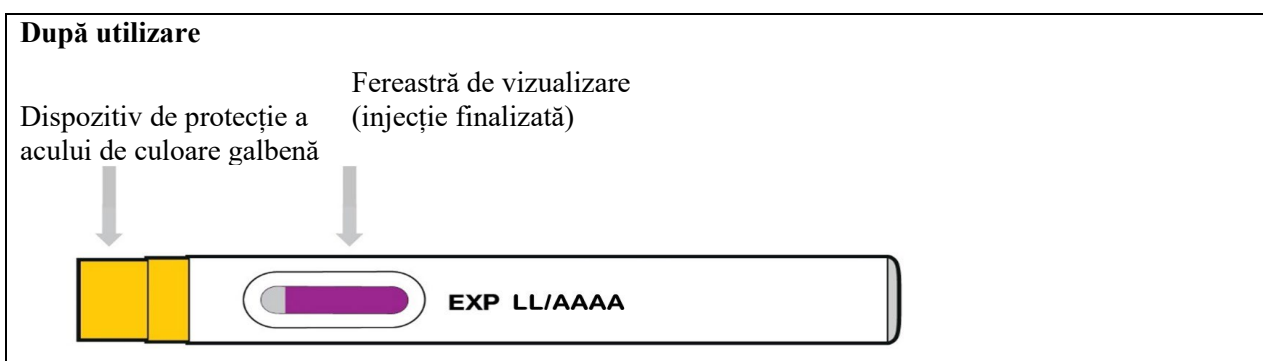 După utilizare
Fereastră de vizualizare
(injecție finalizată)
Dispozitiv de protecție a
acului de culoare galbenă
EXP LL/AAAA